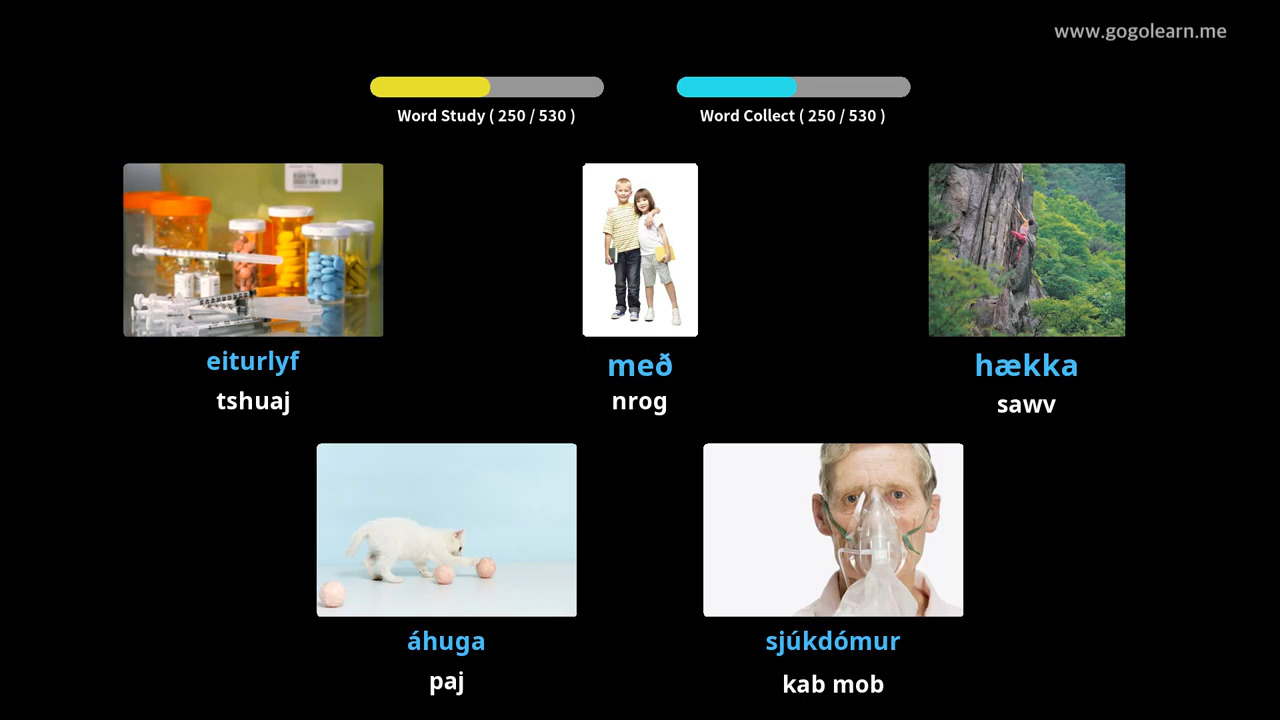 www.gogolearn.me
Word Study ( 250 / 530 )
Word Collect ( 250 / 530 )
eiturlyf
tshuaj
með
nrog
hækka
sawv
áhuga
paj
sjúkdómur
kab mob